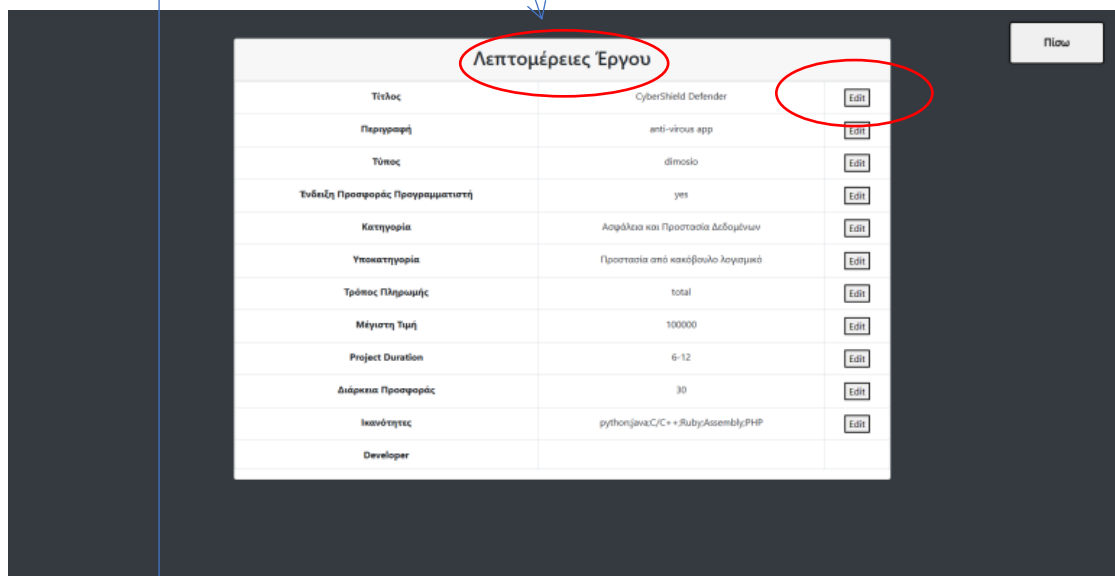 Πίσω
Λεπτομέρειες Έργου
Τίτλος CyberShield Defender Edit
Περιγραφή anti-virous app Edit
Τύπος dimosio Edit
Ένδειξη Προσφοράς Προγραμματιστή yes Edit
Κατηγορία Ασφάλεια και Προστασία Δεδομένων Edit
Υποκατηγορία Προστασία από κακόβουλο λογισμικό Edit
Τρόπος Πληρωμής total Edit
Μέγιστη Τιμή 100000 Edit
Project Duration 6-12 Edit
Διάρκεια Προσφοράς 30 Edit
Ικανότητες python;java;C/C++;Ruby;Assembly;PHP Edit
Developer